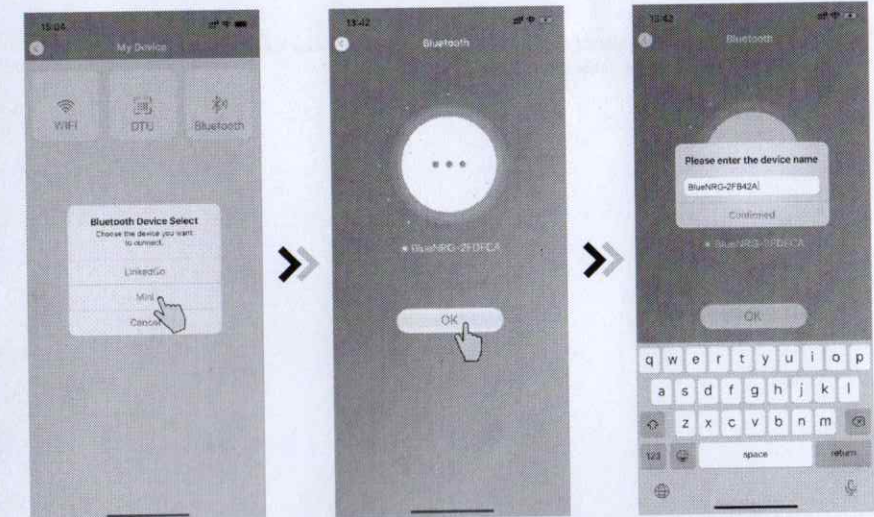 15:04
My Device
WIFI
DTU
Bluetooth
Bluetooth Device Select
Choose the device you want
to connect.
LinkedGo
Mini
Cancel
13:42
Bluetooth
BlueNRG-2FDFCA
OK
13:42
Bluetooth
Please enter the device name
BlueNRG-2FB42A
Confirmed
BlueNRG-2FDFCA
OK
q w e r t y u i o p
a s d f g h j k l
z x c v b n m
123
space
return